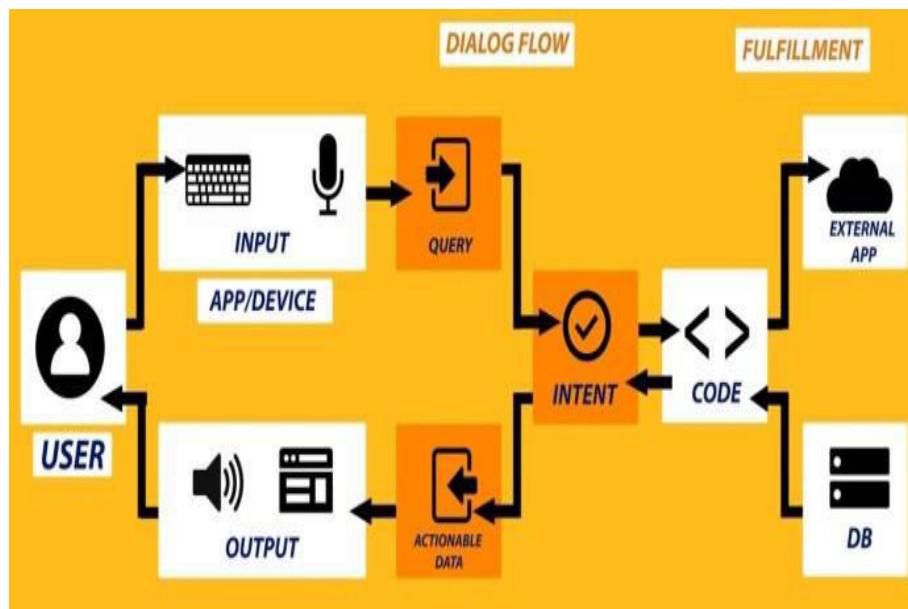 DIALOG FLOW
FULFILLMENT
INPUT
QUERY
EXTERNAL
APP
APP/DEVICE
INTENT
CODE
USER
OUTPUT
ACTIONABLE
DATA
DB